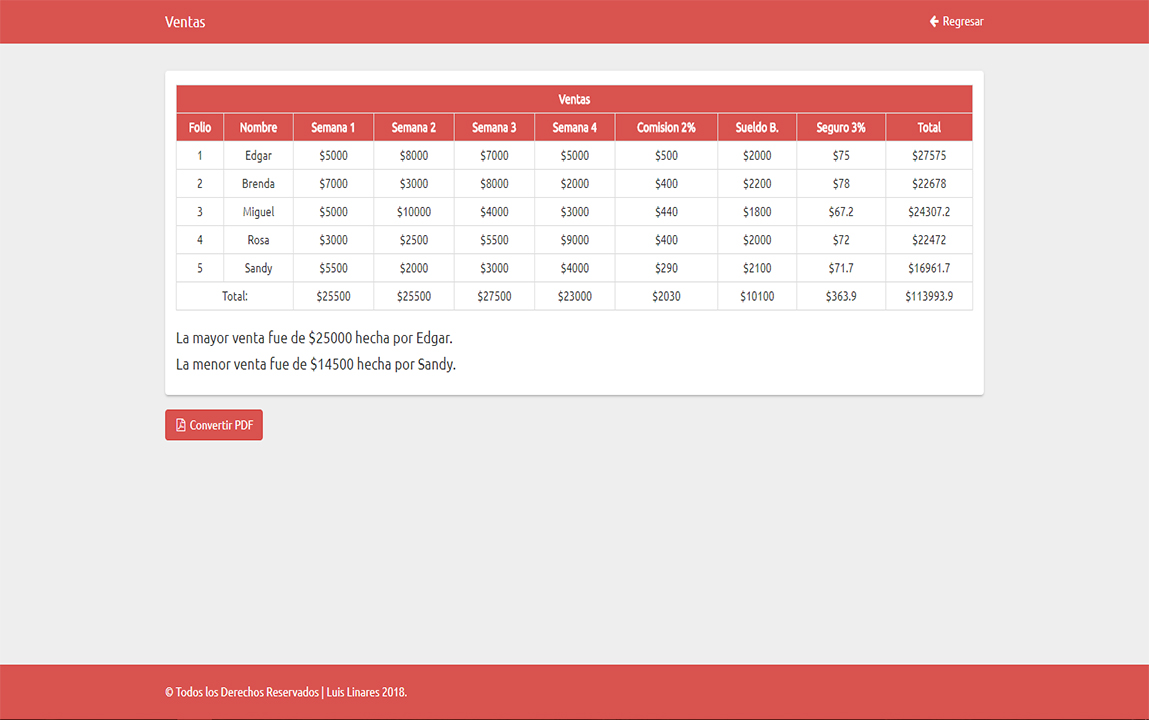 Ventas
Regresar
Ventas
Folio Nombre Semana 1 Semana 2 Semana 3 Semana 4 Comision 2% Sueldo B. Seguro 3% Total
1 Edgar $5000 $8000 $7000 $5000 $500 $2000 $75 $27575
2 Brenda $7000 $3000 $8000 $2000 $400 $2200 $78 $22678
3 Miguel $5000 $10000 $4000 $3000 $440 $1800 $67.2 $24307.2
4 Rosa $3000 $2500 $5500 $9000 $400 $2000 $72 $22472
5 Sandy $5500 $2000 $3000 $4000 $290 $2100 $71.7 $16961.7
Total: $25500 $25500 $27500 $23000 $2030 $10100 $363.9 $113993.9
La mayor venta fue de $25000 hecha por Edgar.
La menor venta fue de $14500 hecha por Sandy.
Convertir PDF
© Todos los Derechos Reservados | Luis Linares 2018.